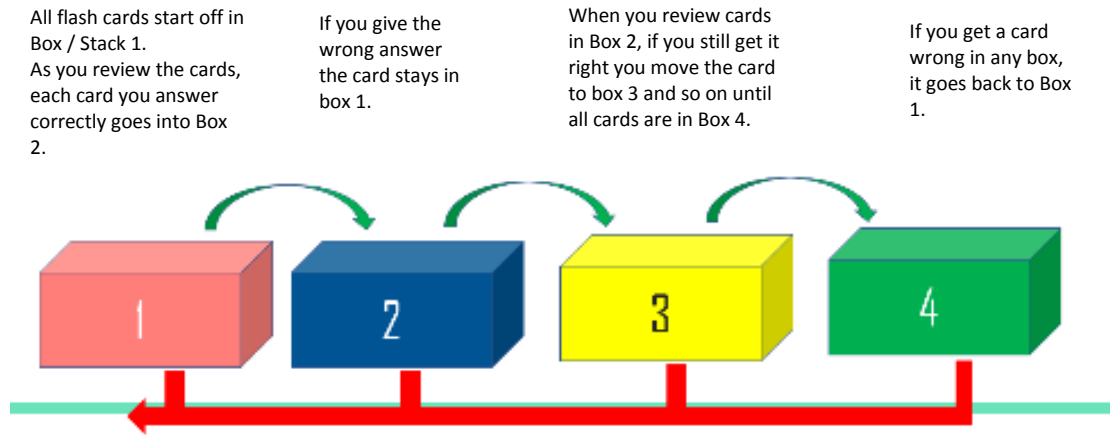 All flash cards start off in
Box / Stack 1.
As you review the cards,
each card you answer
correctly goes into Box
2.
If you give the
wrong answer
the card stays in
box 1.
When you review cards
in Box 2, if you still get it
right you move the card
to box 3 and so on until
all cards are in Box 4.
If you get a card
wrong in any box,
it goes back to Box
1.
1
2
3
4